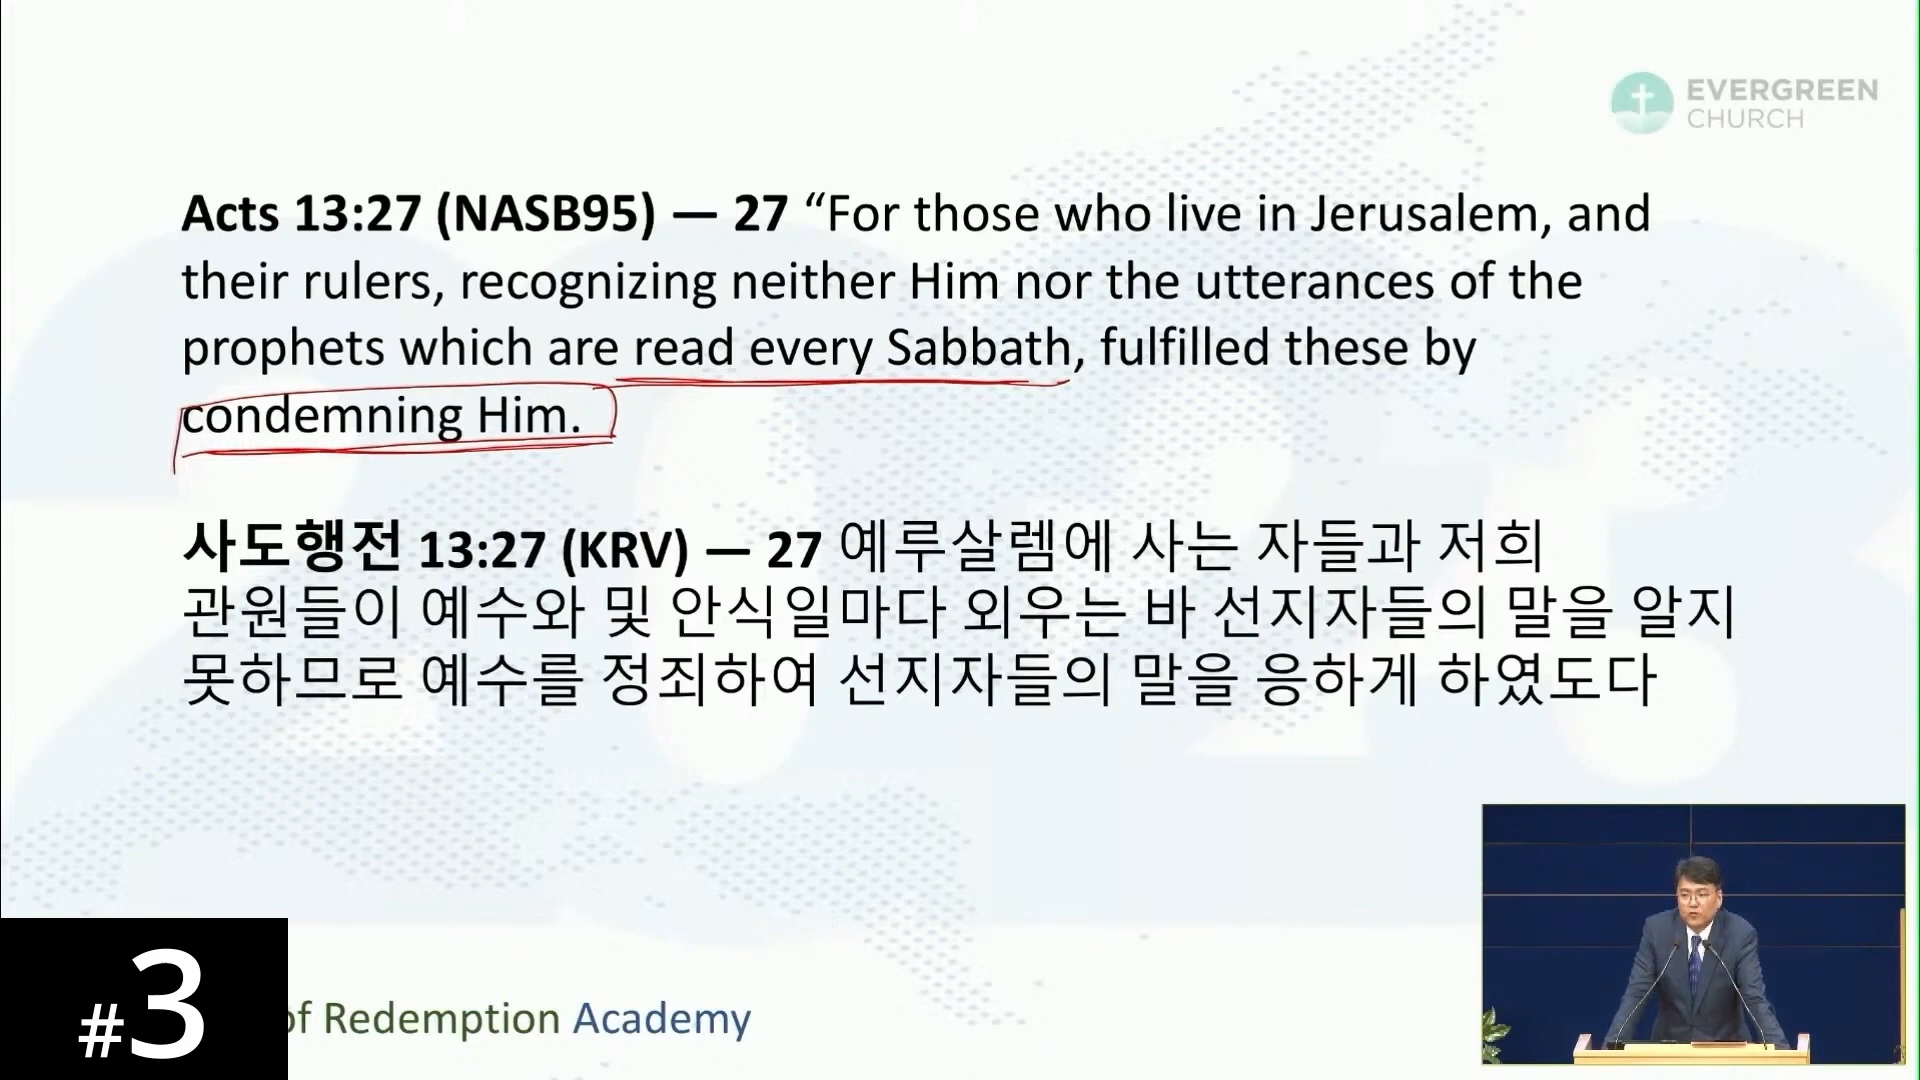 EVERGREEN
CHURCH
Acts 13:27 (NASB95) — 27 “For those who live in Jerusalem, and
their rulers, recognizing neither Him nor the utterances of the
prophets which are read every Sabbath, fulfilled these by
condemning Him.
사도행전 13:27 (KRV) — 27 예루살렘에 사는 자들과 저희
관원들이 예수와 및 안식일마다 외우는 바 선지자들의 말을 알지
못하므로 예수를 정죄하여 선지자들의 말을 응하게 하였도다
#3
of Redemption Academy